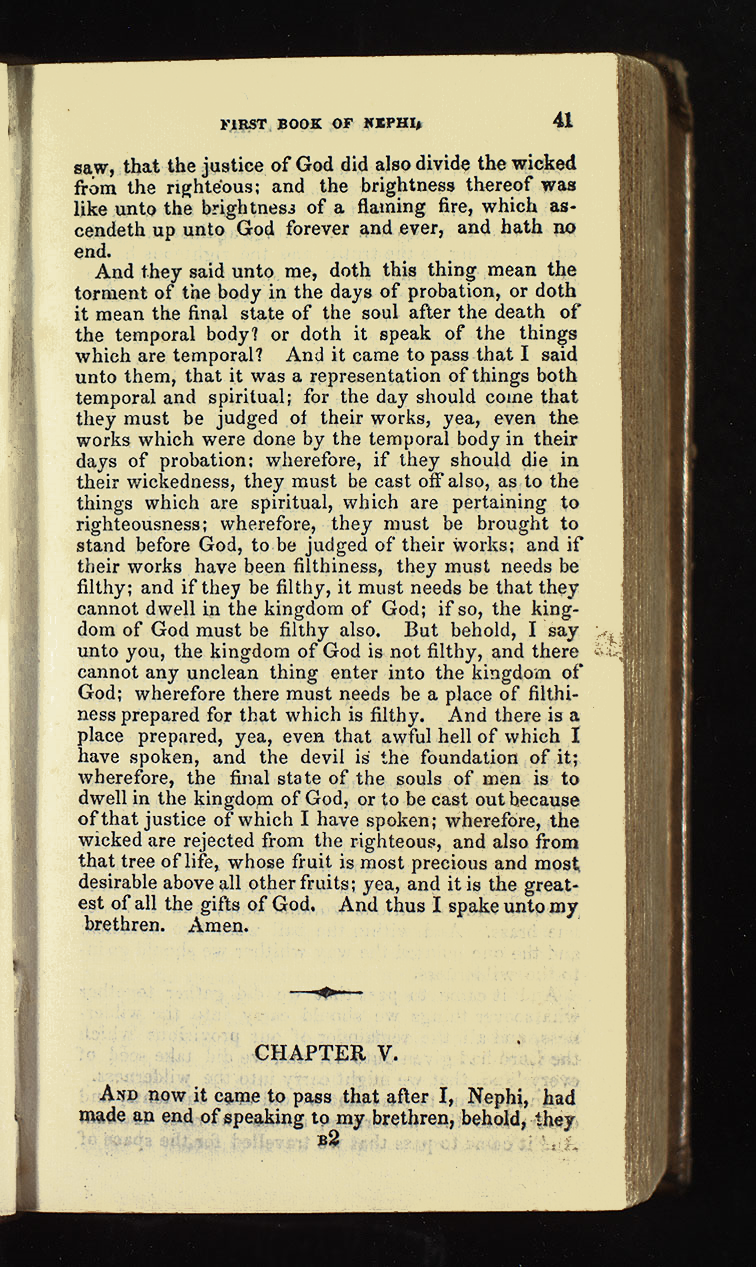 FIRST BOOK OF NEPHI. 41
saw, that the justice of God did also divide the wicked
from the righteous; and the brightness thereof was
like unto the brightness of a flaming fire, which as-
cendeth up unto God forever and ever, and hath no
end.
And they said unto me, doth this thing mean the
torment of the body in the days of probation, or doth
it mean the final state of the soul after the death of
the temporal body? or doth it speak of the things
which are temporal? And it came to pass that I said
unto them, that it was a representation of things both
temporal and spiritual; for the day should come that
they must be judged of their works, yea, even the
works which were done by the temporal body in their
days of probation; wherefore, if they should die in
their wickedness, they must be cast off also, as to the
things which are spiritual, which are pertaining to
righteousness; wherefore, they must be brought to
stand before God, to be judged of their works; and if
their works have been filthiness, they must needs be
filthy; and if they be filthy, it must needs be that they
cannot dwell in the kingdom of God; if so, the king-
dom of God must be filthy also. But behold, I say
unto you, the kingdom of God is not filthy, and there
cannot any unclean thing enter into the kingdom of
God; wherefore there must needs be a place of filthi-
ness prepared for that which is filthy. And there is a
place prepared, yea, even that awful hell of which I
have spoken, and the devil is the foundation of it;
wherefore, the final state of the souls of men is to
dwell in the kingdom of God, or to be cast out because
of that justice of which I have spoken; wherefore, the
wicked are rejected from the righteous, and also from
that tree of life, whose fruit is most precious and most
desirable above all other fruits; yea, and it is the great-
est of all the gifts of God. And thus I spake unto my
brethren. Amen.
CHAPTER V.
AND now it came to pass that after I, Nephi, had
made an end of speaking to my brethren, behold, they
B2